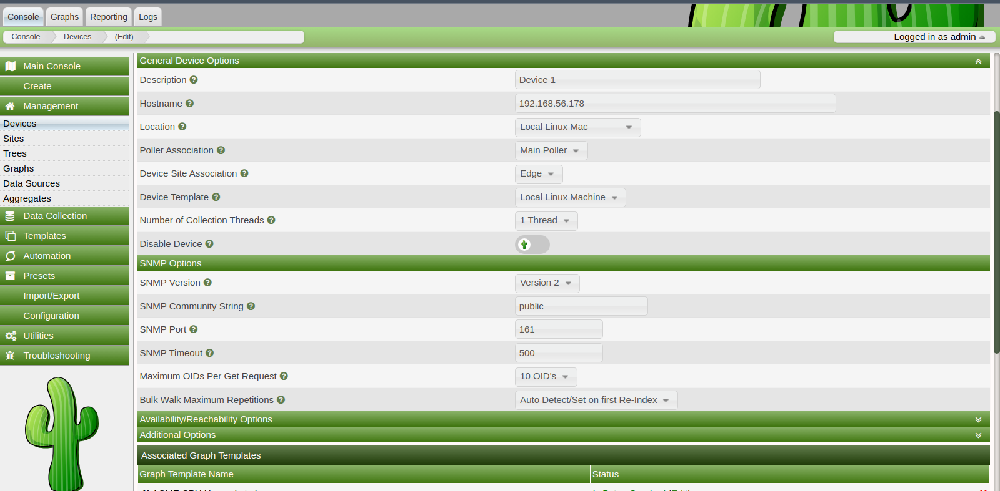 Console Graphs Reporting Logs
Console Devices (Edit) Logged in as admin
Main Console
Create
Management
Devices
Sites
Trees
Graphs
Data Sources
Aggregates
Data Collection
Templates
Automation
Presets
Import/Export
Configuration
Utilities
Troubleshooting
General Device Options
Description Device 1
Hostname 192.168.56.178
Location Local Linux Mac
Poller Association Main Poller
Device Site Association Edge
Device Template Local Linux Machine
Number of Collection Threads 1 Thread
Disable Device
SNMP Options
SNMP Version Version 2
SNMP Community String public
SNMP Port 161
SNMP Timeout 500
Maximum OIDs Per Get Request 10 OID's
Bulk Walk Maximum Repetitions Auto Detect/Set on first Re-Index
Availability/Reachability Options
Additional Options
Associated Graph Templates
Graph Template Name Status